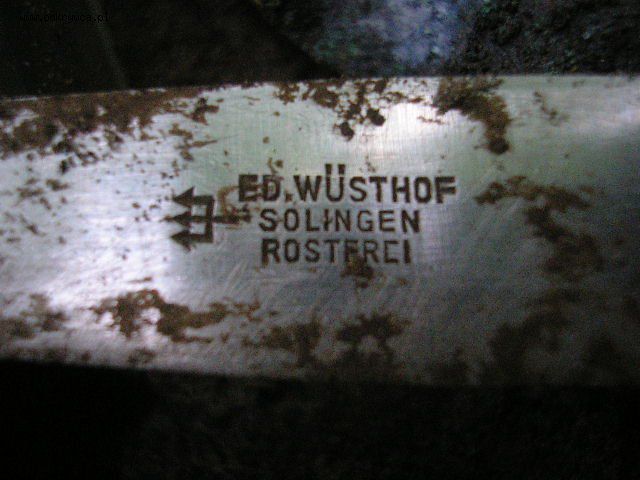 ED. WÜSTHOF
SOLINGEN
ROSTFREI